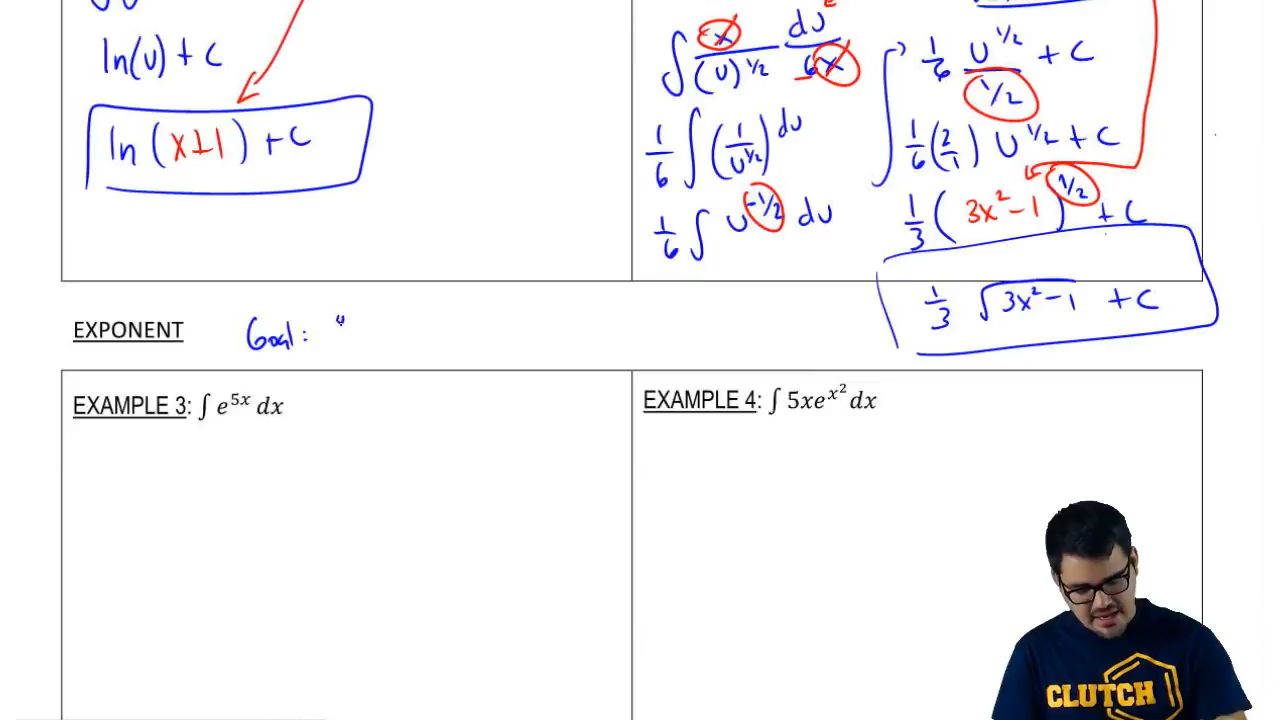 ln(u) + C
ln (x+1) + C
∫ x/(u)^1/2 du/6x
1/6 ∫ (1/u^1/2) du
1/6 ∫ u^-1/2 du
1/6 u^1/2 / 1/2 + C
1/6 (2/1) u^1/2 + C
1/3 (3x² - 1)^1/2 + C
1/3 √3x² - 1 + C
EXPONENT Goal: "
EXAMPLE 3: ∫ e^5x dx
EXAMPLE 4: ∫ 5xe^x² dx
CLUTCH